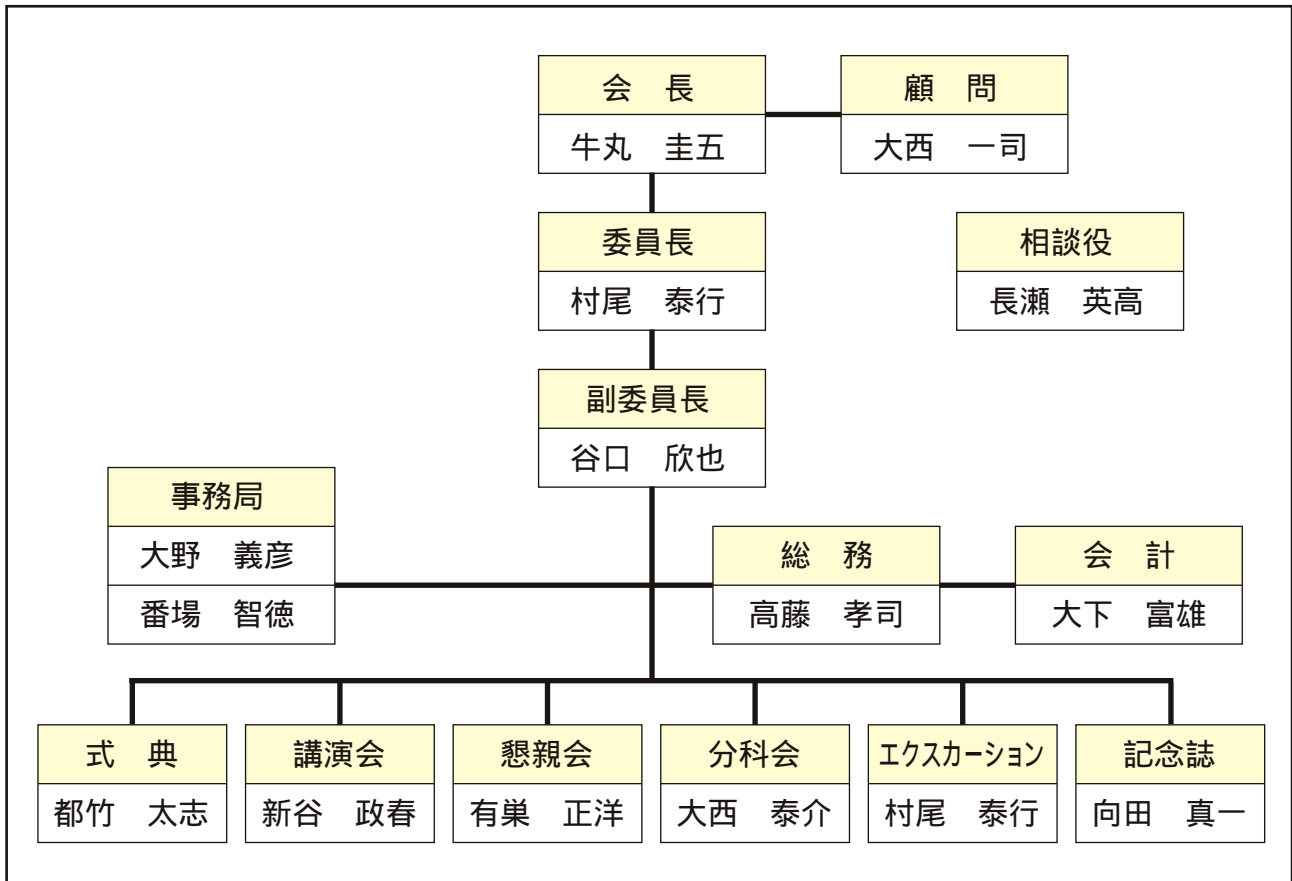 会　長
牛丸　圭五
顧　問
大西　一司
委員長
村尾　泰行
相談役
長瀬　英高
副委員長
谷口　欣也
事務局
大野　義彦
番場　智徳
総　務
高藤　孝司
会　計
大下　富雄
式　典
都竹　太志
講演会
新谷　政春
懇親会
有巣　正洋
分科会
大西　泰介
エクスカーション
村尾　泰行
記念誌
向田　真一